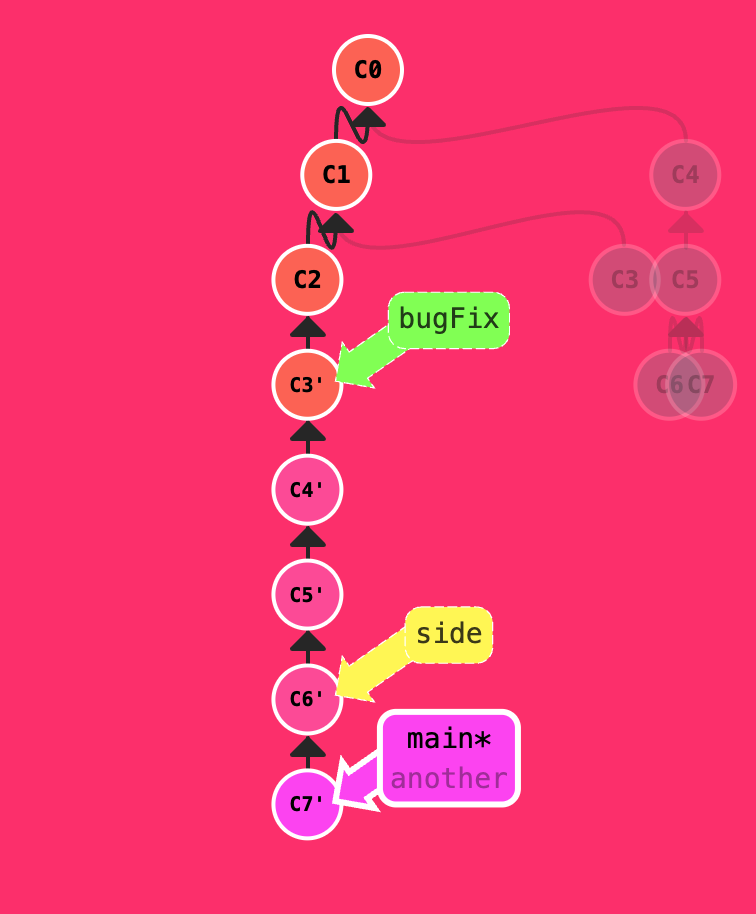 C0
C1
C4
C2
C3
C5
bugFix
C3'
C6
C7
C4'
C5'
side
C6'
main*
another
C7'